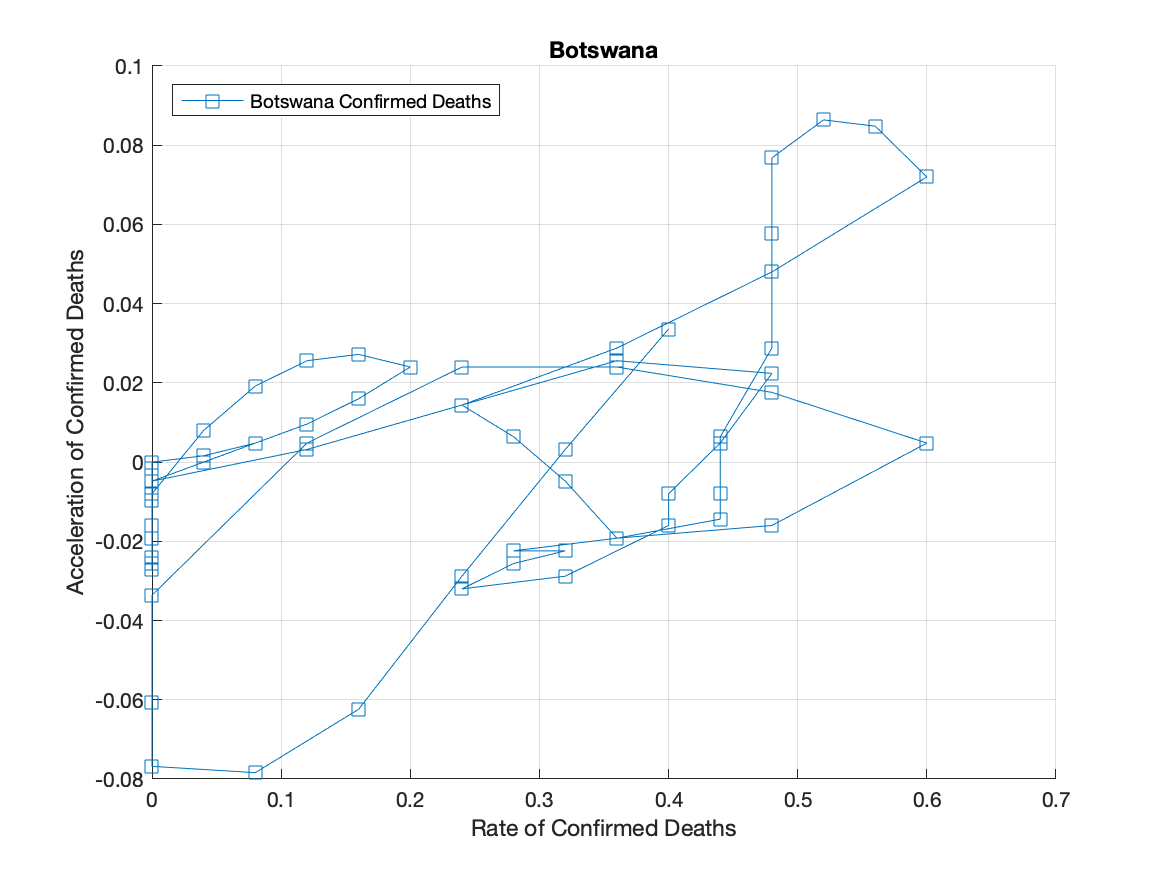 Botswana
Botswana Confirmed Deaths
Acceleration of Confirmed Deaths
0.1
0.08
0.06
0.04
0.02
0
-0.02
-0.04
-0.06
-0.08
0 0.1 0.2 0.3 0.4 0.5 0.6 0.7
Rate of Confirmed Deaths